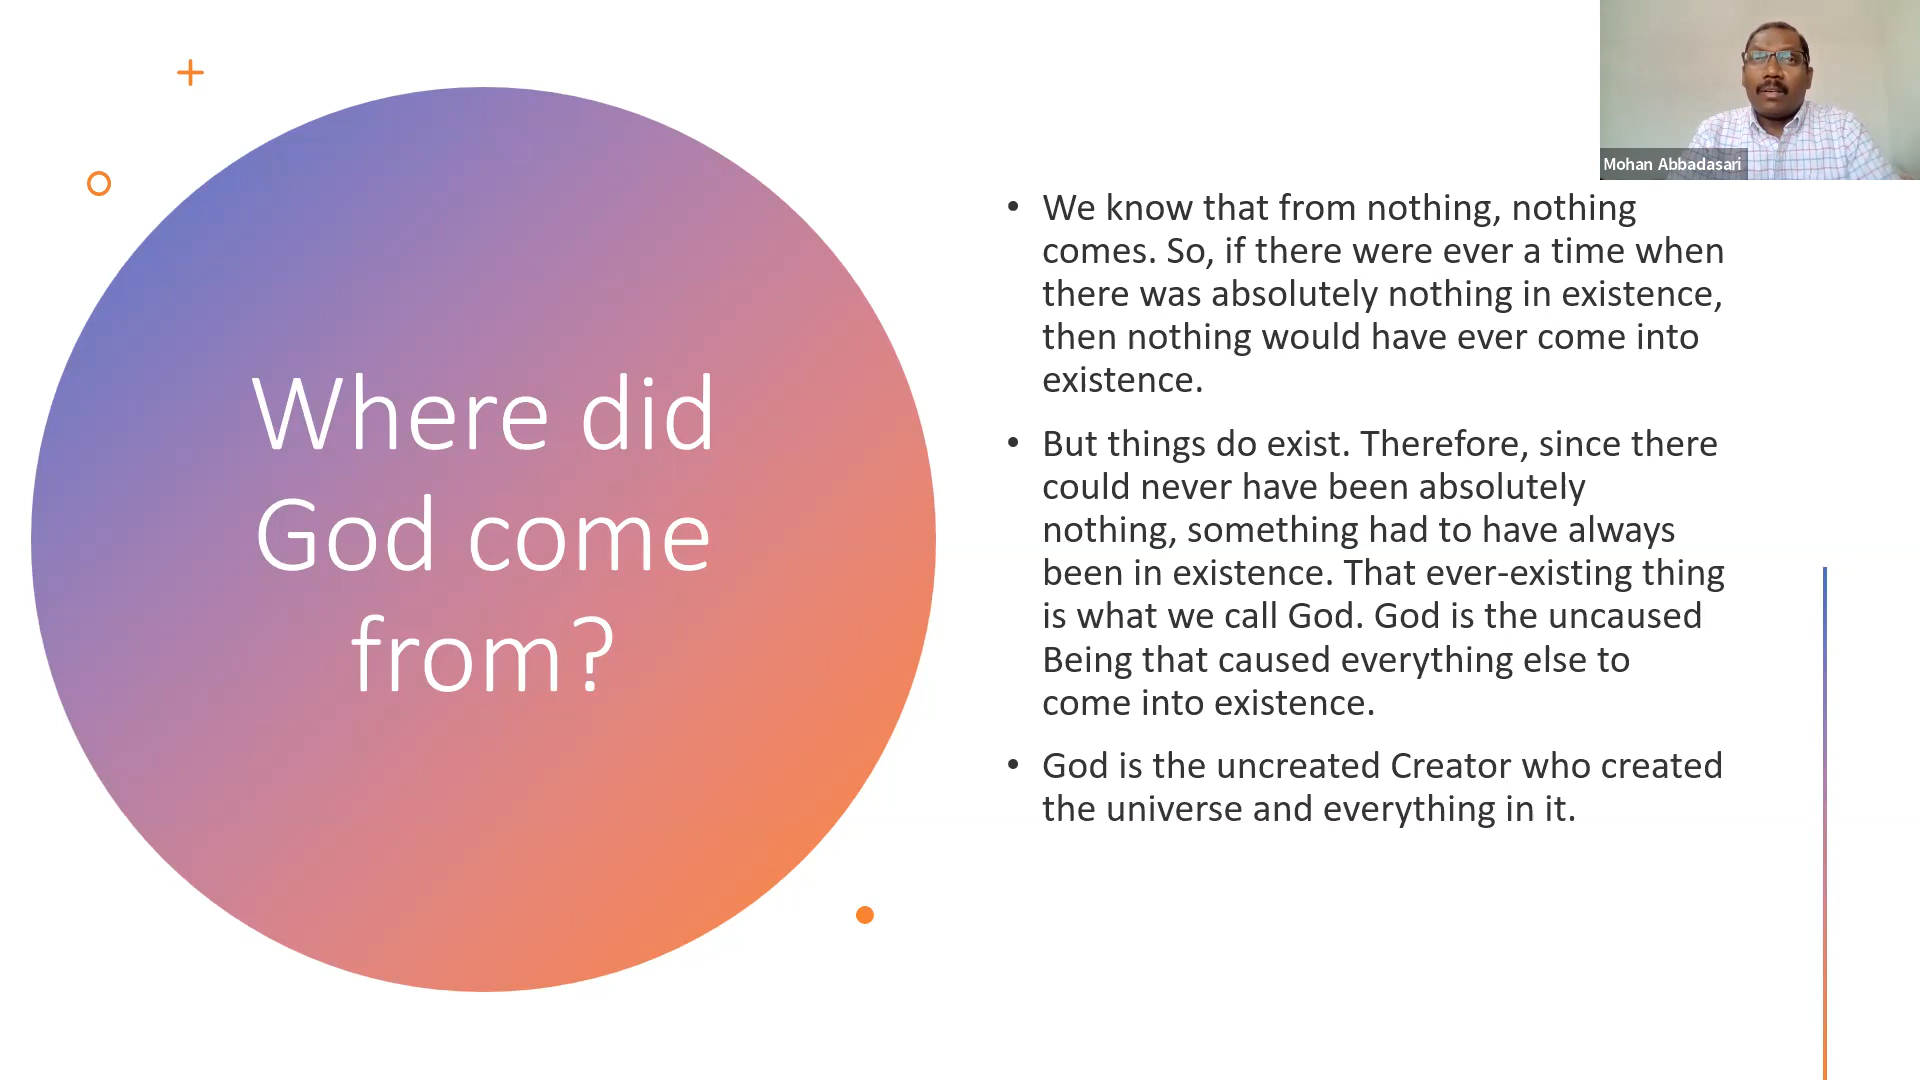 Where did
God come
from?
Mohan Abbadasari
• We know that from nothing, nothing
comes. So, if there were ever a time when
there was absolutely nothing in existence,
then nothing would have ever come into
existence.
• But things do exist. Therefore, since there
could never have been absolutely
nothing, something had to have always
been in existence. That ever-existing thing
is what we call God. God is the uncaused
Being that caused everything else to
come into existence.
• God is the uncreated Creator who created
the universe and everything in it.